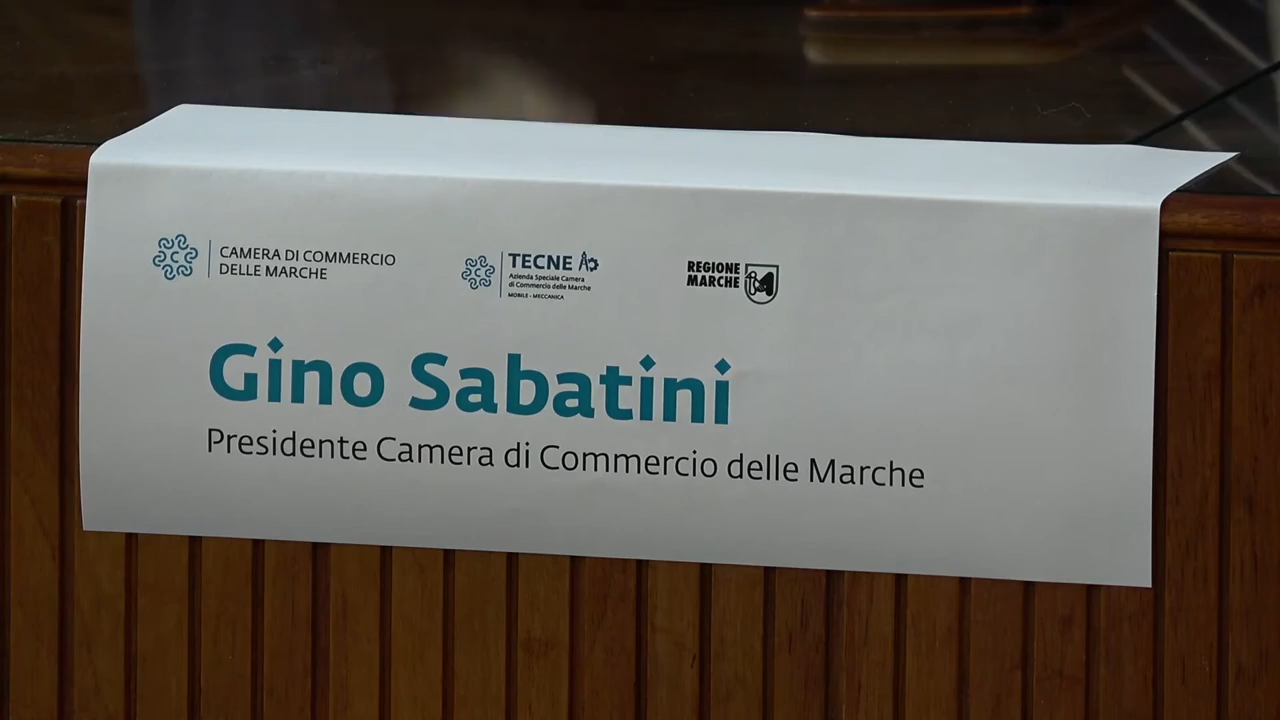 CAMERA DI COMMERCIO
DELLE MARCHE
TECNE
Azienda Speciale Camera
di Commercio delle Marche
MOBILE - MECCANICA
REGIONE
MARCHE
Gino Sabatini
Presidente Camera di Commercio delle Marche